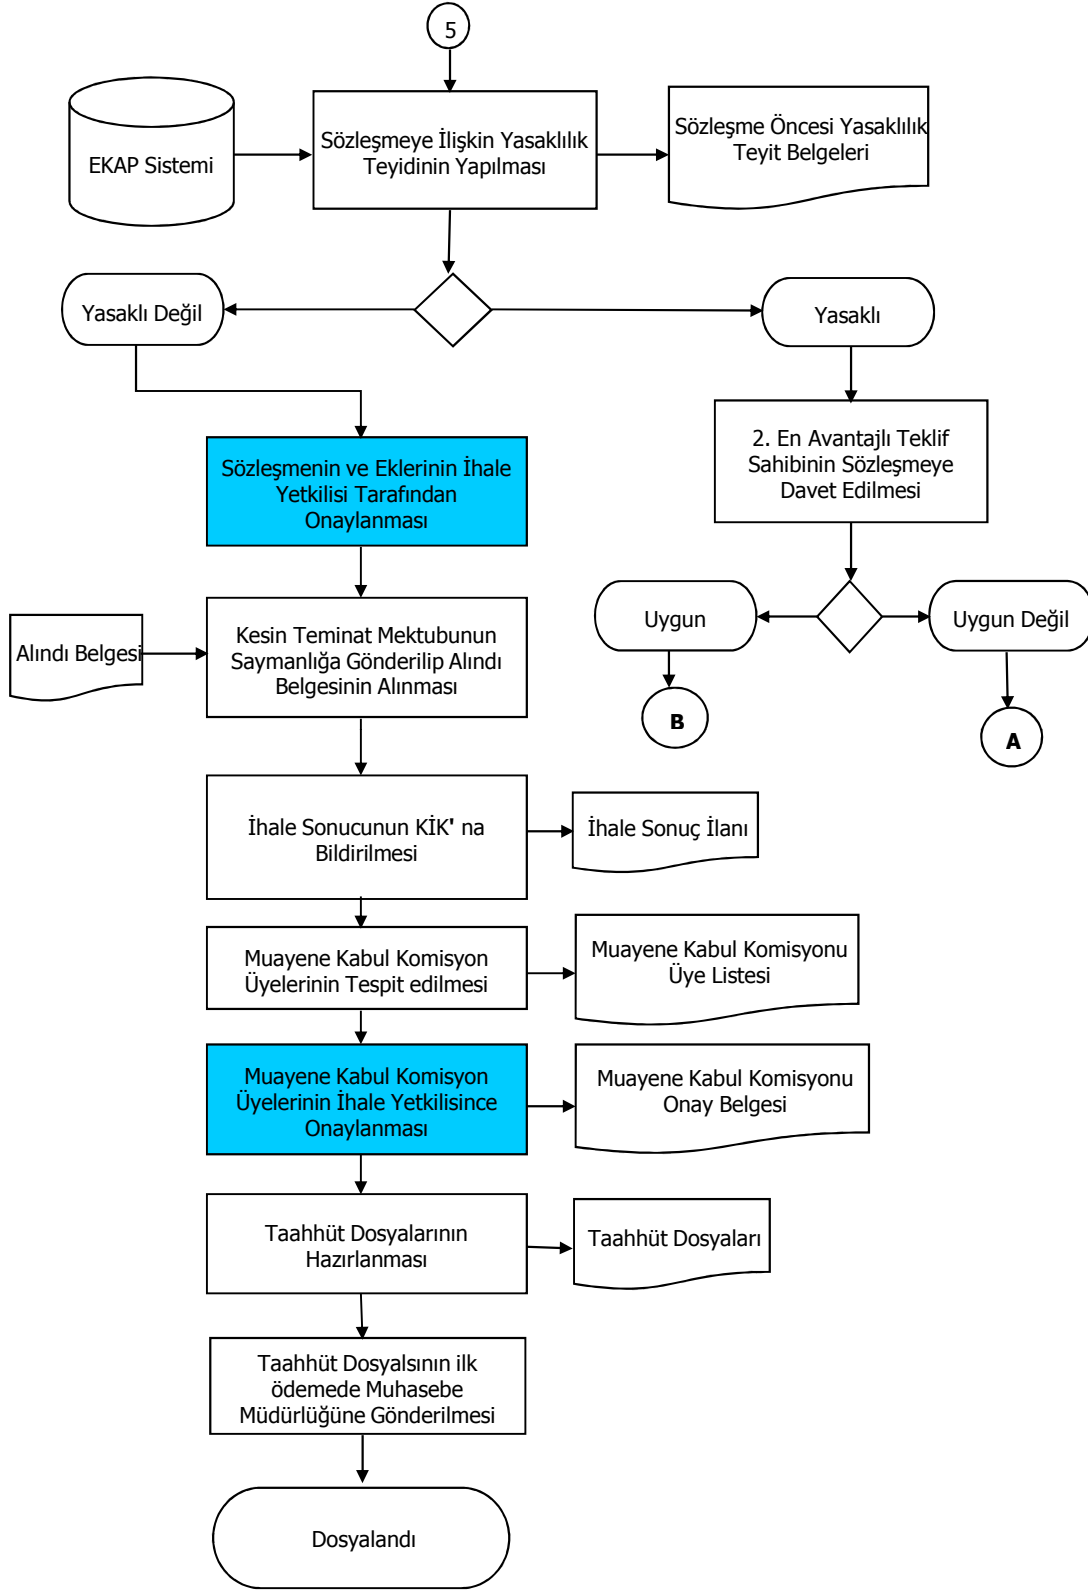 5
EKAP Sistemi
Sözleşmeye İlişkin Yasaklılık
Teyidinin Yapılması
Sözleşme Öncesi Yasaklılık
Teyit Belgeleri
Yasaklı Değil
Yasaklı
2. En Avantajlı Teklif
Sahibinin Sözleşmeye
Davet Edilmesi
Sözleşmenin ve Eklerinin İhale
Yetkilisi Tarafından
Onaylanması
Uygun
Uygun Değil
B
A
Alındı Belgesi
Kesin Teminat Mektubunun
Saymanlığa Gönderilip Alındı
Belgesinin Alınması
İhale Sonucunun KİK' na
Bildirilmesi
İhale Sonuç İlanı
Muayene Kabul Komisyon
Üyelerinin Tespit edilmesi
Muayene Kabul Komisyonu
Üye Listesi
Muayene Kabul Komisyon
Üyelerinin İhale Yetkilisince
Onaylanması
Muayene Kabul Komisyonu
Onay Belgesi
Taahhüt Dosyalarının
Hazırlanması
Taahhüt Dosyaları
Taahhüt Dosyalsının ilk
ödemede Muhasebe
Müdürlüğüne Gönderilmesi
Dosyalandı